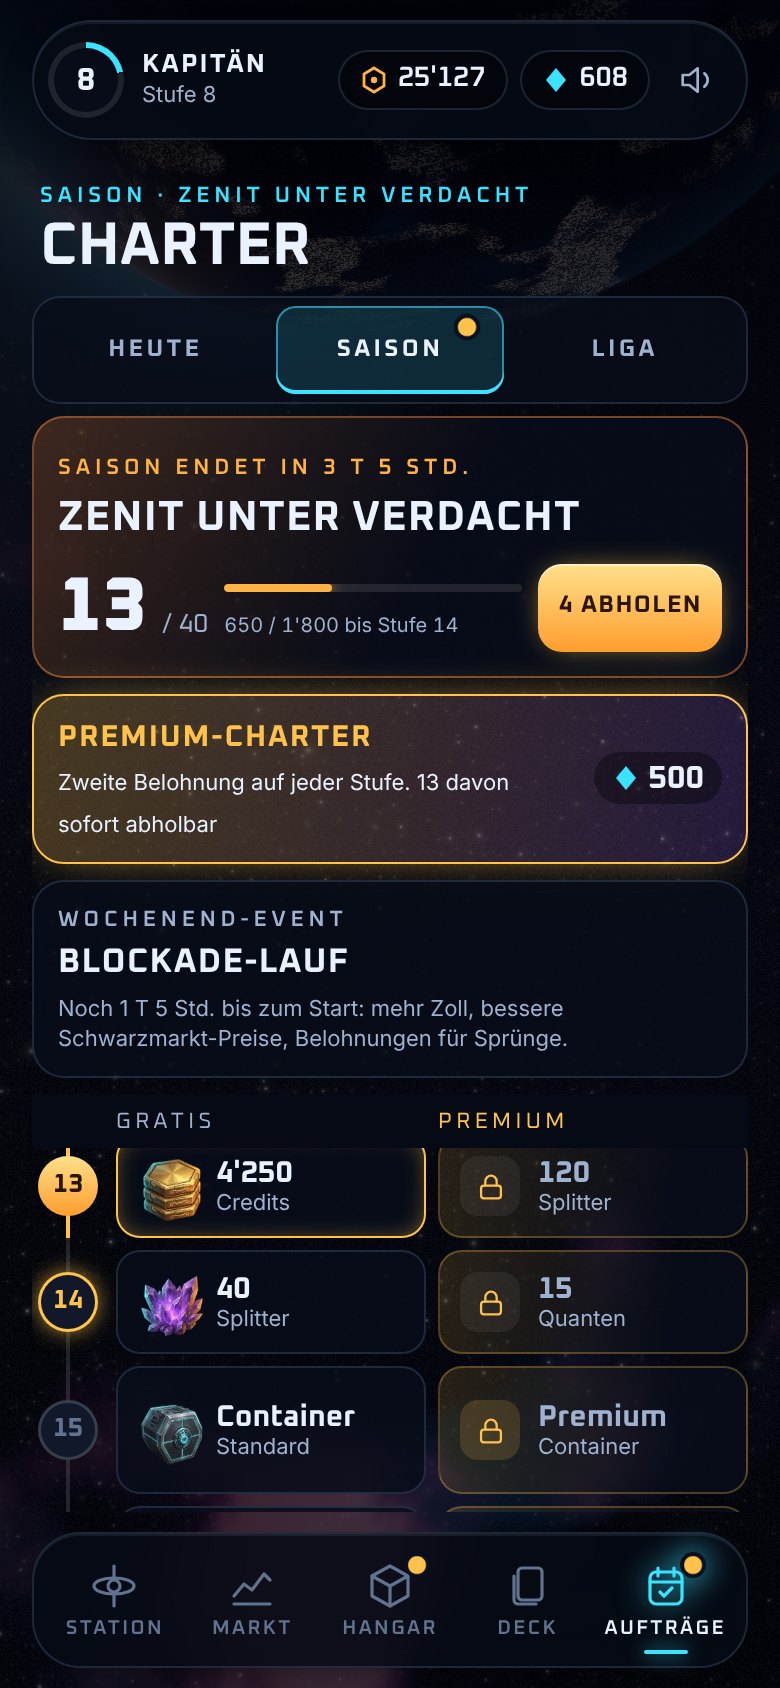 8
KAPITÄN
Stufe 8
25'127
608
SAISON · ZENIT UNTER VERDACHT
CHARTER
HEUTE
SAISON
LIGA
SAISON ENDET IN 3 T 5 STD.
ZENIT UNTER VERDACHT
13 / 40
650 / 1'800 bis Stufe 14
4 ABHOLEN
PREMIUM-CHARTER
Zweite Belohnung auf jeder Stufe. 13 davon
sofort abholbar
500
WOCHENEND-EVENT
BLOCKADE-LAUF
Noch 1 T 5 Std. bis zum Start: mehr Zoll, bessere
Schwarzmarkt-Preise, Belohnungen für Sprünge.
GRATIS
PREMIUM
13
4'250
Credits
120
Splitter
14
40
Splitter
15
Quanten
15
Container
Standard
Premium
Container
STATION
MARKT
HANGAR
DECK
AUFTRÄGE